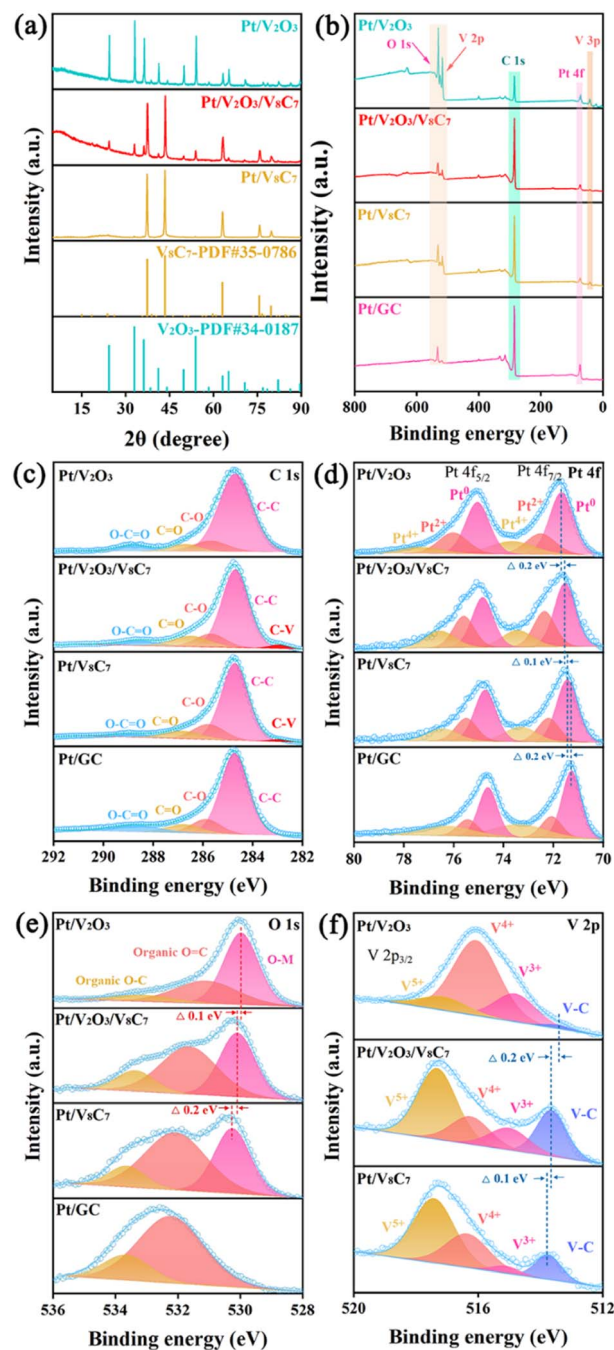 (a)
Pt/V₂O₃
Pt/V₂O₃/V₈C₇
Pt/V₈C₇
V₈C₇-PDF#35-0786
V₂O₃-PDF#34-0187
Intensity (a.u.)
15 30 45 60 75 90
2θ (degree)
(b)
Pt/V₂O₃
O 1s
V 2p
C 1s
Pt 4f
V 3p
Pt/V₂O₃/V₈C₇
Pt/V₈C₇
Pt/GC
Intensity (a.u.)
800 600 400 200 0
Binding energy (eV)
(c)
Pt/V₂O₃
C 1s
O-C=O
C=O
C-O
C-C
Pt/V₂O₃/V₈C₇
O-C=O
C=O
C-O
C-C
C-V
Pt/V₈C₇
O-C=O
C=O
C-O
C-C
C-V
Pt/GC
O-C=O
C=O
C-O
C-C
Intensity (a.u.)
292 290 288 286 284 282
Binding energy (eV)
(d)
Pt/V₂O₃
Pt 4f₅/₂
Pt 4f₇/₂
Pt 4f
Pt⁴⁺
Pt²⁺
Pt⁰
Pt⁴⁺
Pt²⁺
Pt⁰
Pt/V₂O₃/V₈C₇
△ 0.2 eV
Pt/V₈C₇
△ 0.1 eV
Pt/GC
△ 0.2 eV
Intensity (a.u.)
80 78 76 74 72 70
Binding energy (eV)
(e)
Pt/V₂O₃
O 1s
Organic O-C
Organic O=C
O-M
Pt/V₂O₃/V₈C₇
△ 0.1 eV
Pt/V₈C₇
△ 0.2 eV
Pt/GC
Intensity (a.u.)
536 534 532 530 528
Binding energy (eV)
(f)
Pt/V₂O₃
V 2p
V 2p₃/₂
V⁵⁺
V⁴⁺
V³⁺
V-C
Pt/V₂O₃/V₈C₇
△ 0.2 eV
V⁵⁺
V⁴⁺
V³⁺
V-C
Pt/V₈C₇
△ 0.1 eV
V⁵⁺
V⁴⁺
V³⁺
V-C
Intensity (a.u.)
520 516 512
Binding energy (eV)